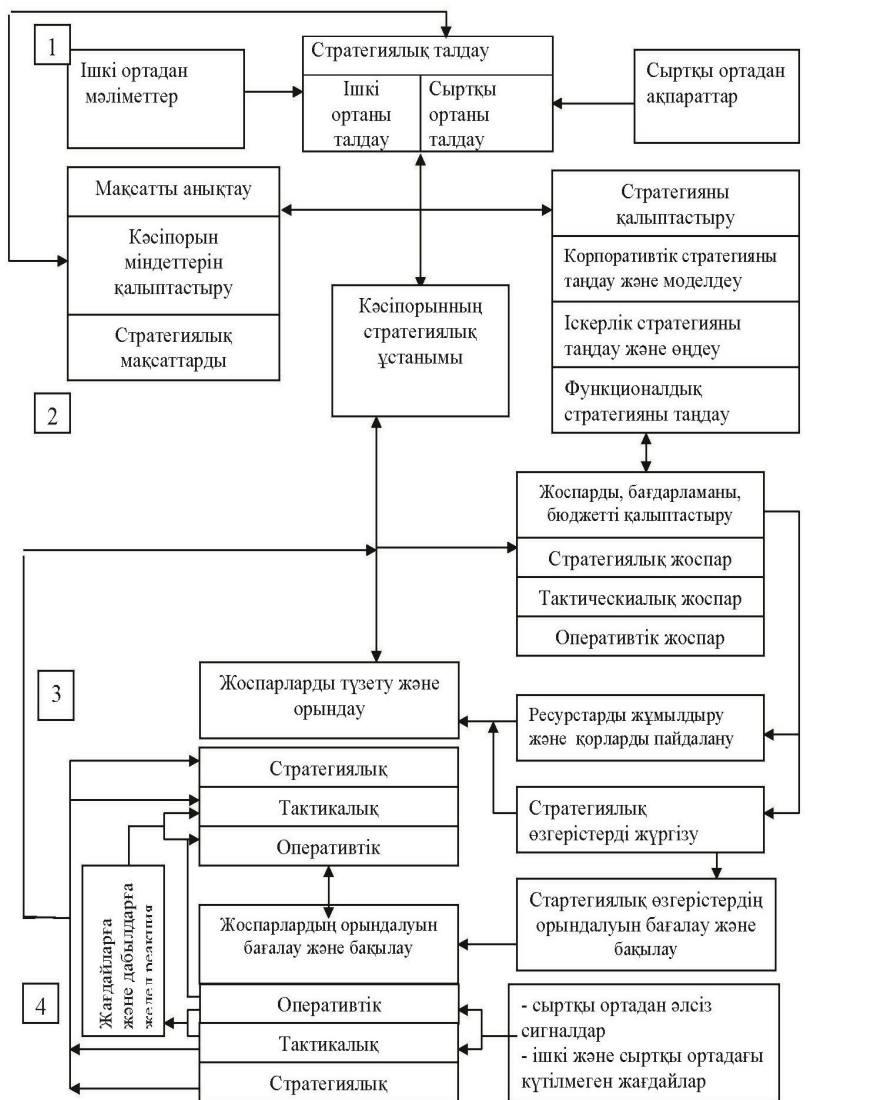 1
Ішкі ортадан
мәліметтер
Стратегиялық талдау
Ішкі
ортаны
талдау
Сыртқы
ортаны
талдау
Сыртқы ортадан
ақпараттар
Мақсатты анықтау
Кәсіпорын
міндеттерін
қалыптастыру
Стратегиялық
мақсаттарды
Кәсіпорынның
стратегиялық
ұстанымы
Стратегияны
қалыптастыру
Корпоративтік стратегияны
таңдау және моделдеу
Іскерлік стратегияны
таңдау және өңдеу
Функционалдық
стратегияны таңдау
2
Жоспарды, бағдарламаны,
бюджетті қалыптастыру
Стратегиялық жоспар
Тактическиалық жоспар
Оперативтік жоспар
3
Жоспарларды түзету және
орындау
Стратегиялық
Тактикалық
Оперативтік
Ресурстарды жұмылдыру
және қорларды пайдалану
Стратегиялық
өзгерістерді жүргізу
Стартегиялық өзгерістердің
орындалуын бағалау және
бақылау
Жағдайларға
және дабылдарға
жедел реакция
Жоспарлардың орындалуын
бағалау және бақылау
4
Оперативтік
Тактикалық
Стратегиялық
- сыртқы ортадан әлсіз
сигналдар
- ішкі және сыртқы ортадағы
күтілмеген жағдайлар